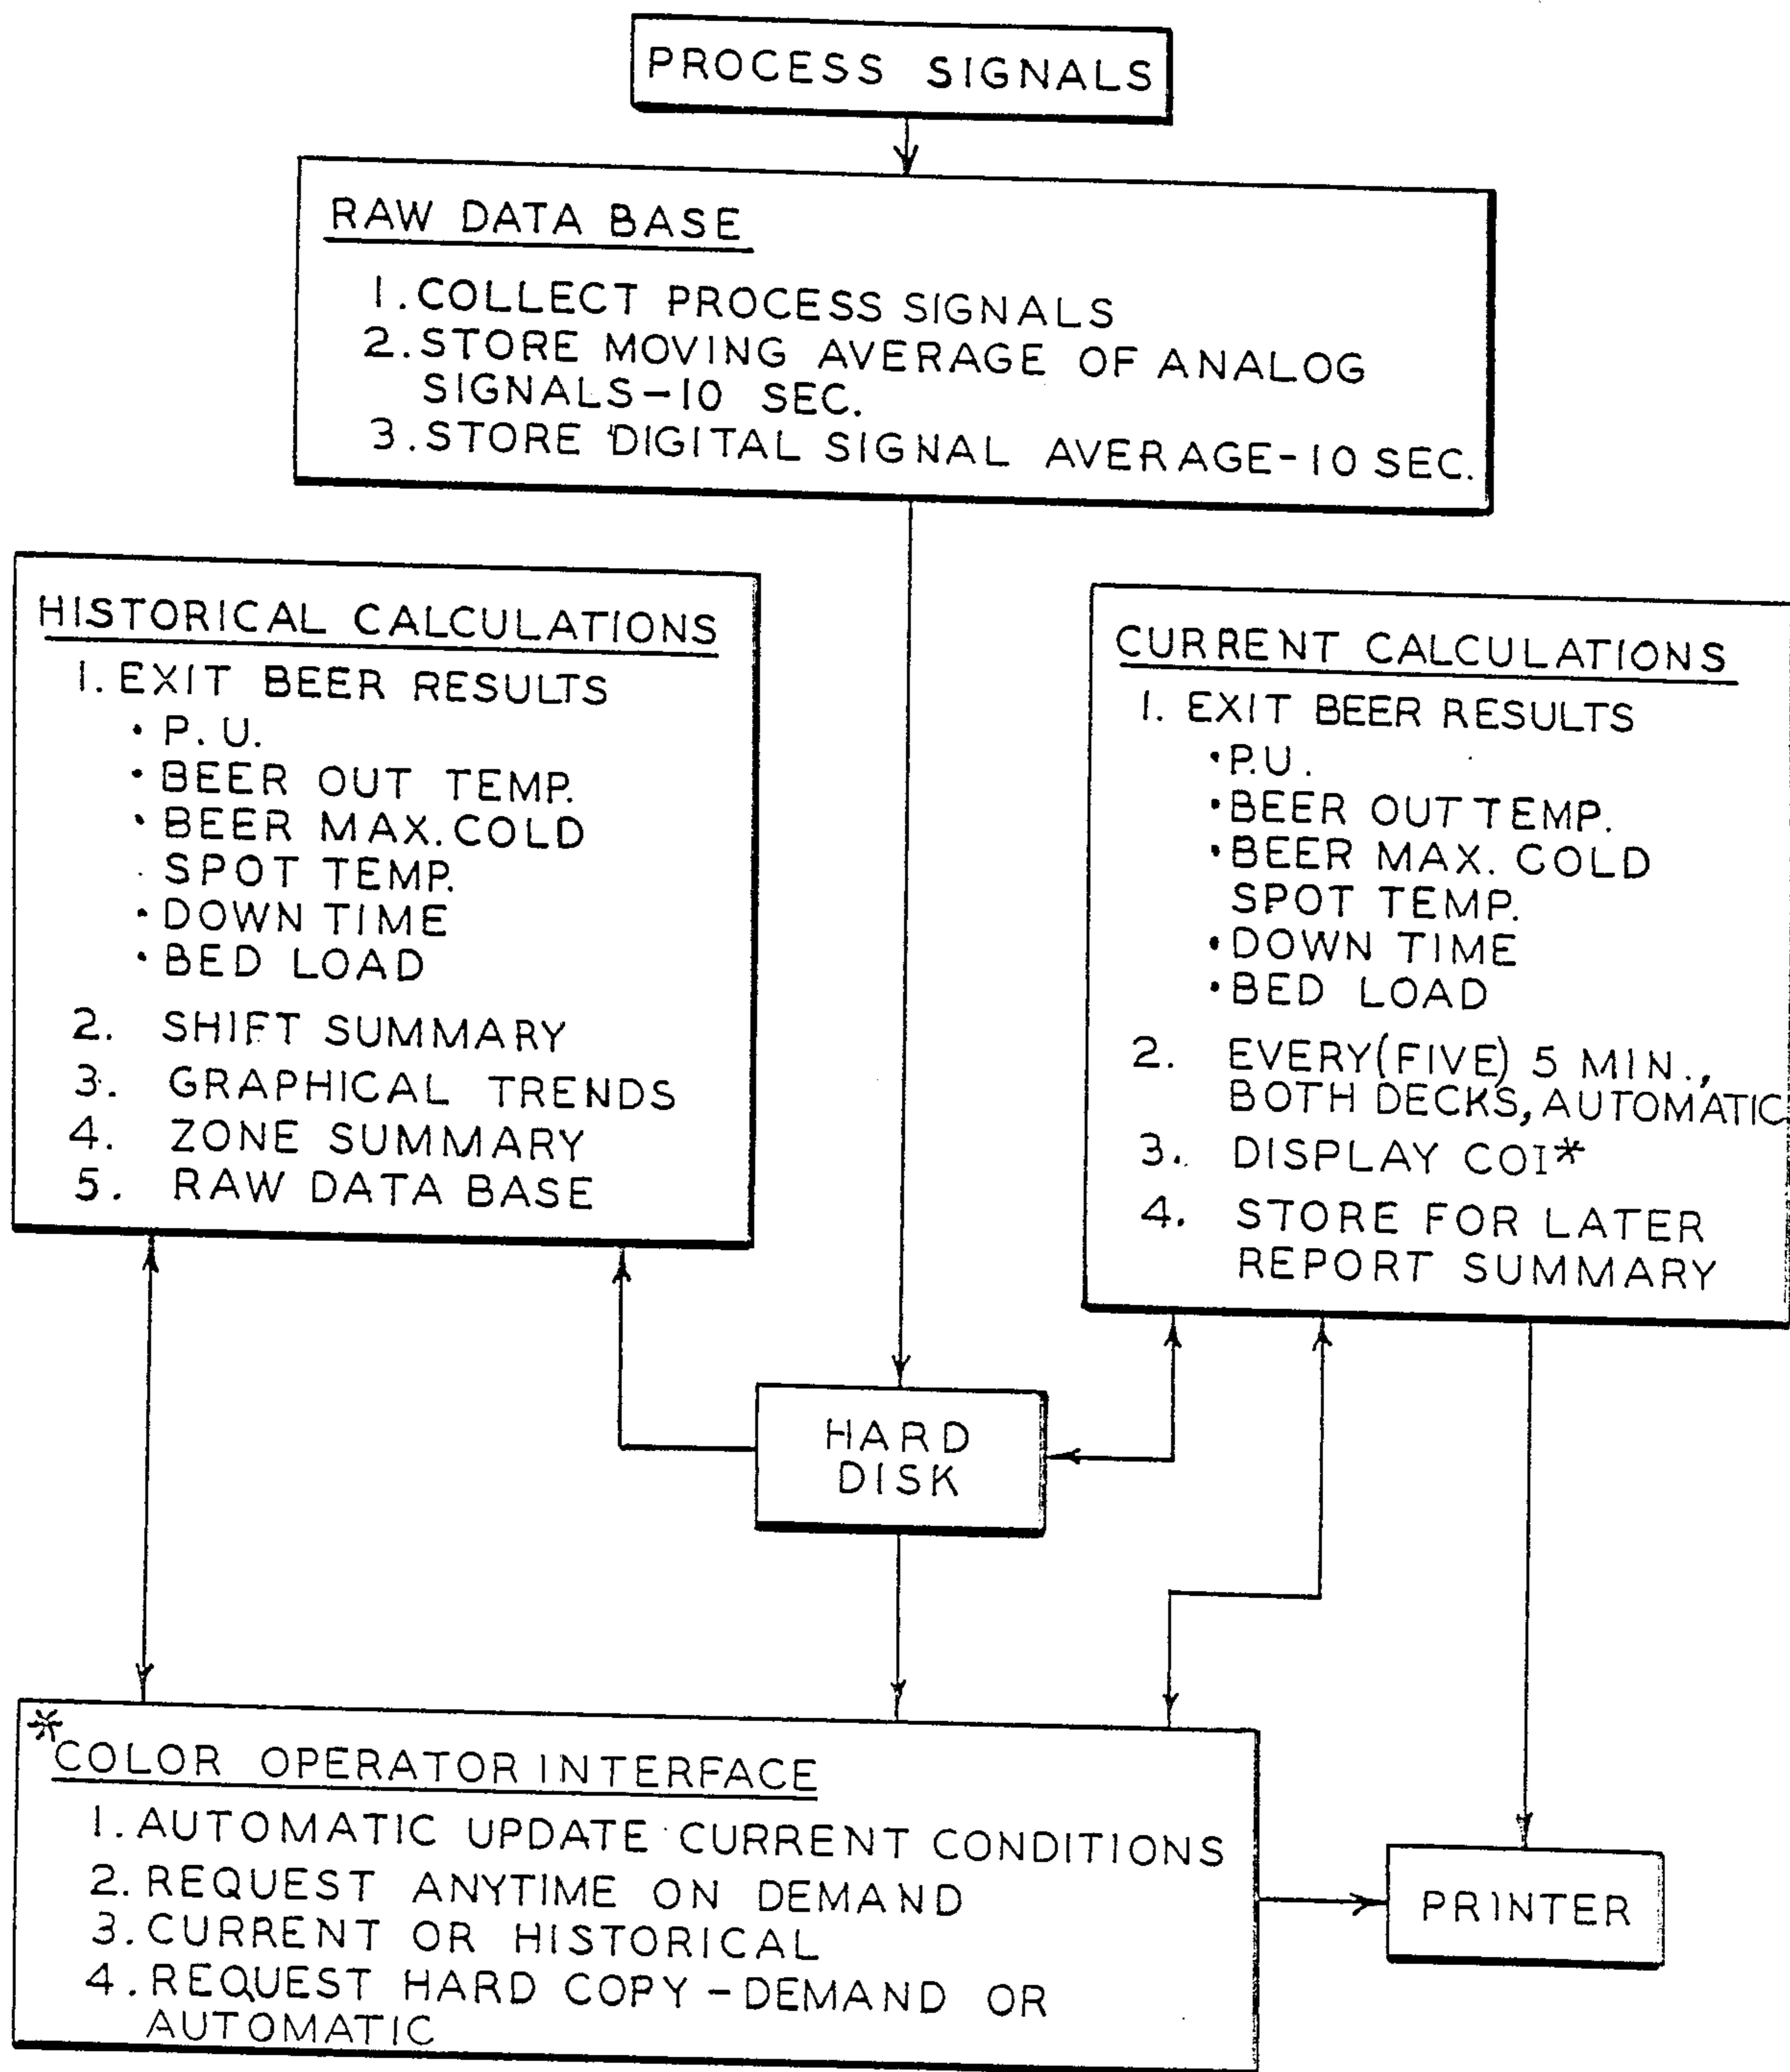 PROCESS SIGNALS
RAW DATA BASE
1. COLLECT PROCESS SIGNALS
2. STORE MOVING AVERAGE OF ANALOG
SIGNALS-10 SEC.
3. STORE DIGITAL SIGNAL AVERAGE-10 SEC.
HISTORICAL CALCULATIONS
1. EXIT BEER RESULTS
• P.U.
• BEER OUT TEMP.
• BEER MAX. COLD
SPOT TEMP.
• DOWN TIME
• BED LOAD
2. SHIFT SUMMARY
3. GRAPHICAL TRENDS
4. ZONE SUMMARY
5. RAW DATA BASE
CURRENT CALCULATIONS
1. EXIT BEER RESULTS
• P.U.
• BEER OUT TEMP.
• BEER MAX. COLD
SPOT TEMP.
• DOWN TIME
• BED LOAD
2. EVERY(FIVE) 5 MIN.,
BOTH DECKS, AUTOMATIC
3. DISPLAY COI*
4. STORE FOR LATER
REPORT SUMMARY
HARD
DISK
*COLOR OPERATOR INTERFACE
1. AUTOMATIC UPDATE CURRENT CONDITIONS
2. REQUEST ANYTIME ON DEMAND
3. CURRENT OR HISTORICAL
4. REQUEST HARD COPY - DEMAND OR
AUTOMATIC
PRINTER